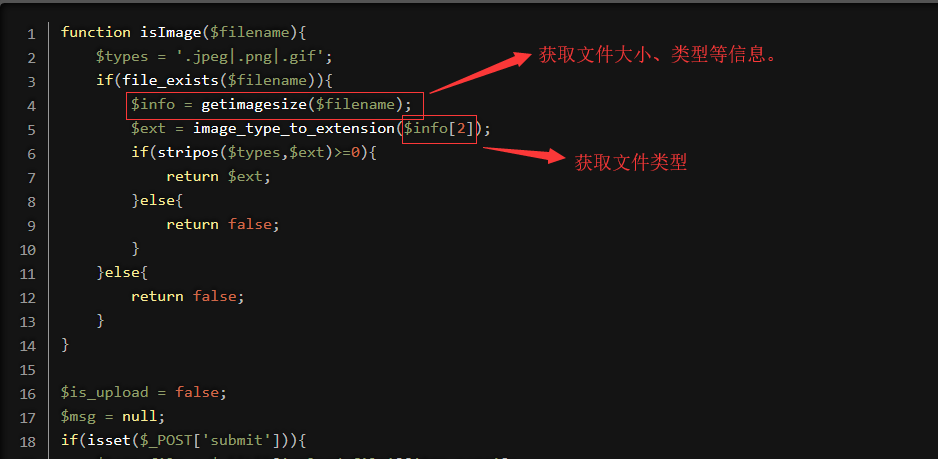 1 function isImage($filename){
2 $types = '.jpeg|.png|.gif';
3 if(file_exists($filename)){
4 $info = getimagesize($filename);
5 $ext = image_type_to_extension($info[2]);
6 if(stripos($types,$ext)>=0){
7 return $ext;
8 }else{
9 return false;
10 }
11 }else{
12 return false;
13 }
14 }
15
16 $is_upload = false;
17 $msg = null;
18 if(isset($_POST['submit'])){
获取文件大小、类型等信息。
获取文件类型